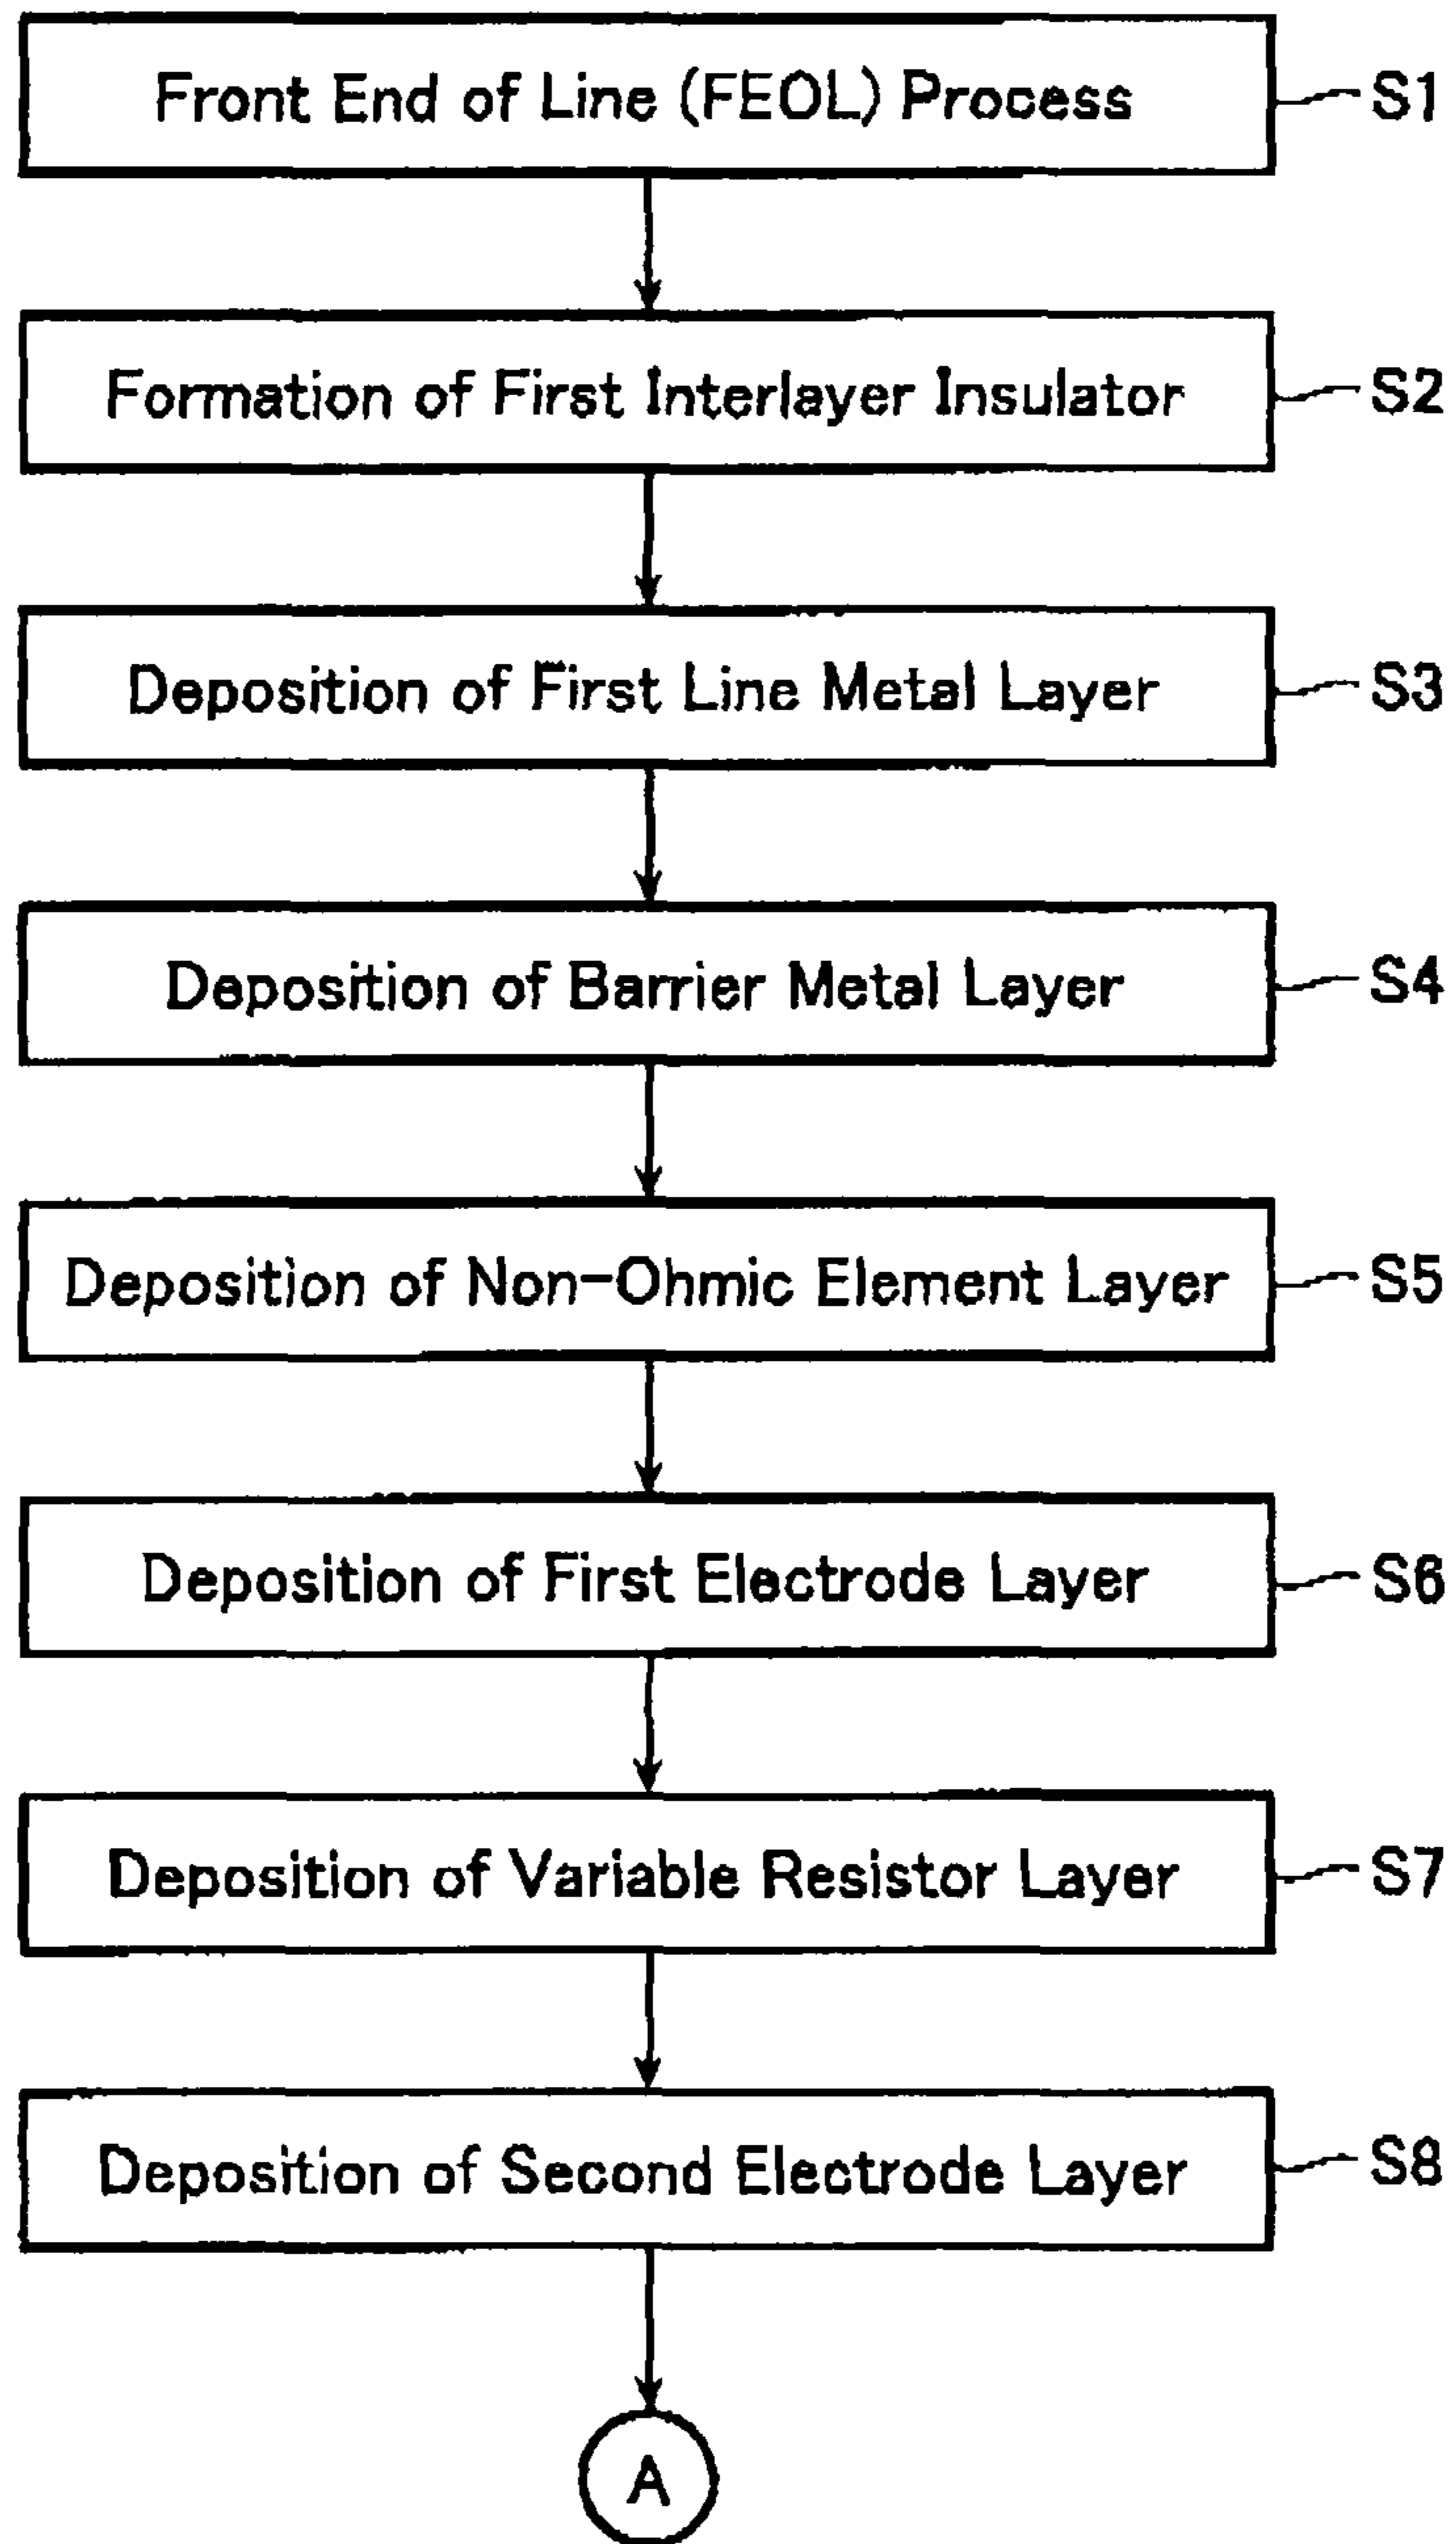 Front End of Line (FEOL) Process S1
Formation of First Interlayer Insulator S2
Deposition of First Line Metal Layer S3
Deposition of Barrier Metal Layer S4
Deposition of Non-Ohmic Element Layer S5
Deposition of First Electrode Layer S6
Deposition of Variable Resistor Layer S7
Deposition of Second Electrode Layer S8
A